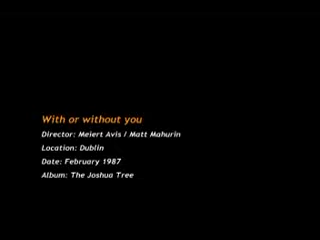 With or without you
Director: Meiert Avis / Matt Mahurin
Location: Dublin
Date: February 1987
Album: The Joshua Tree